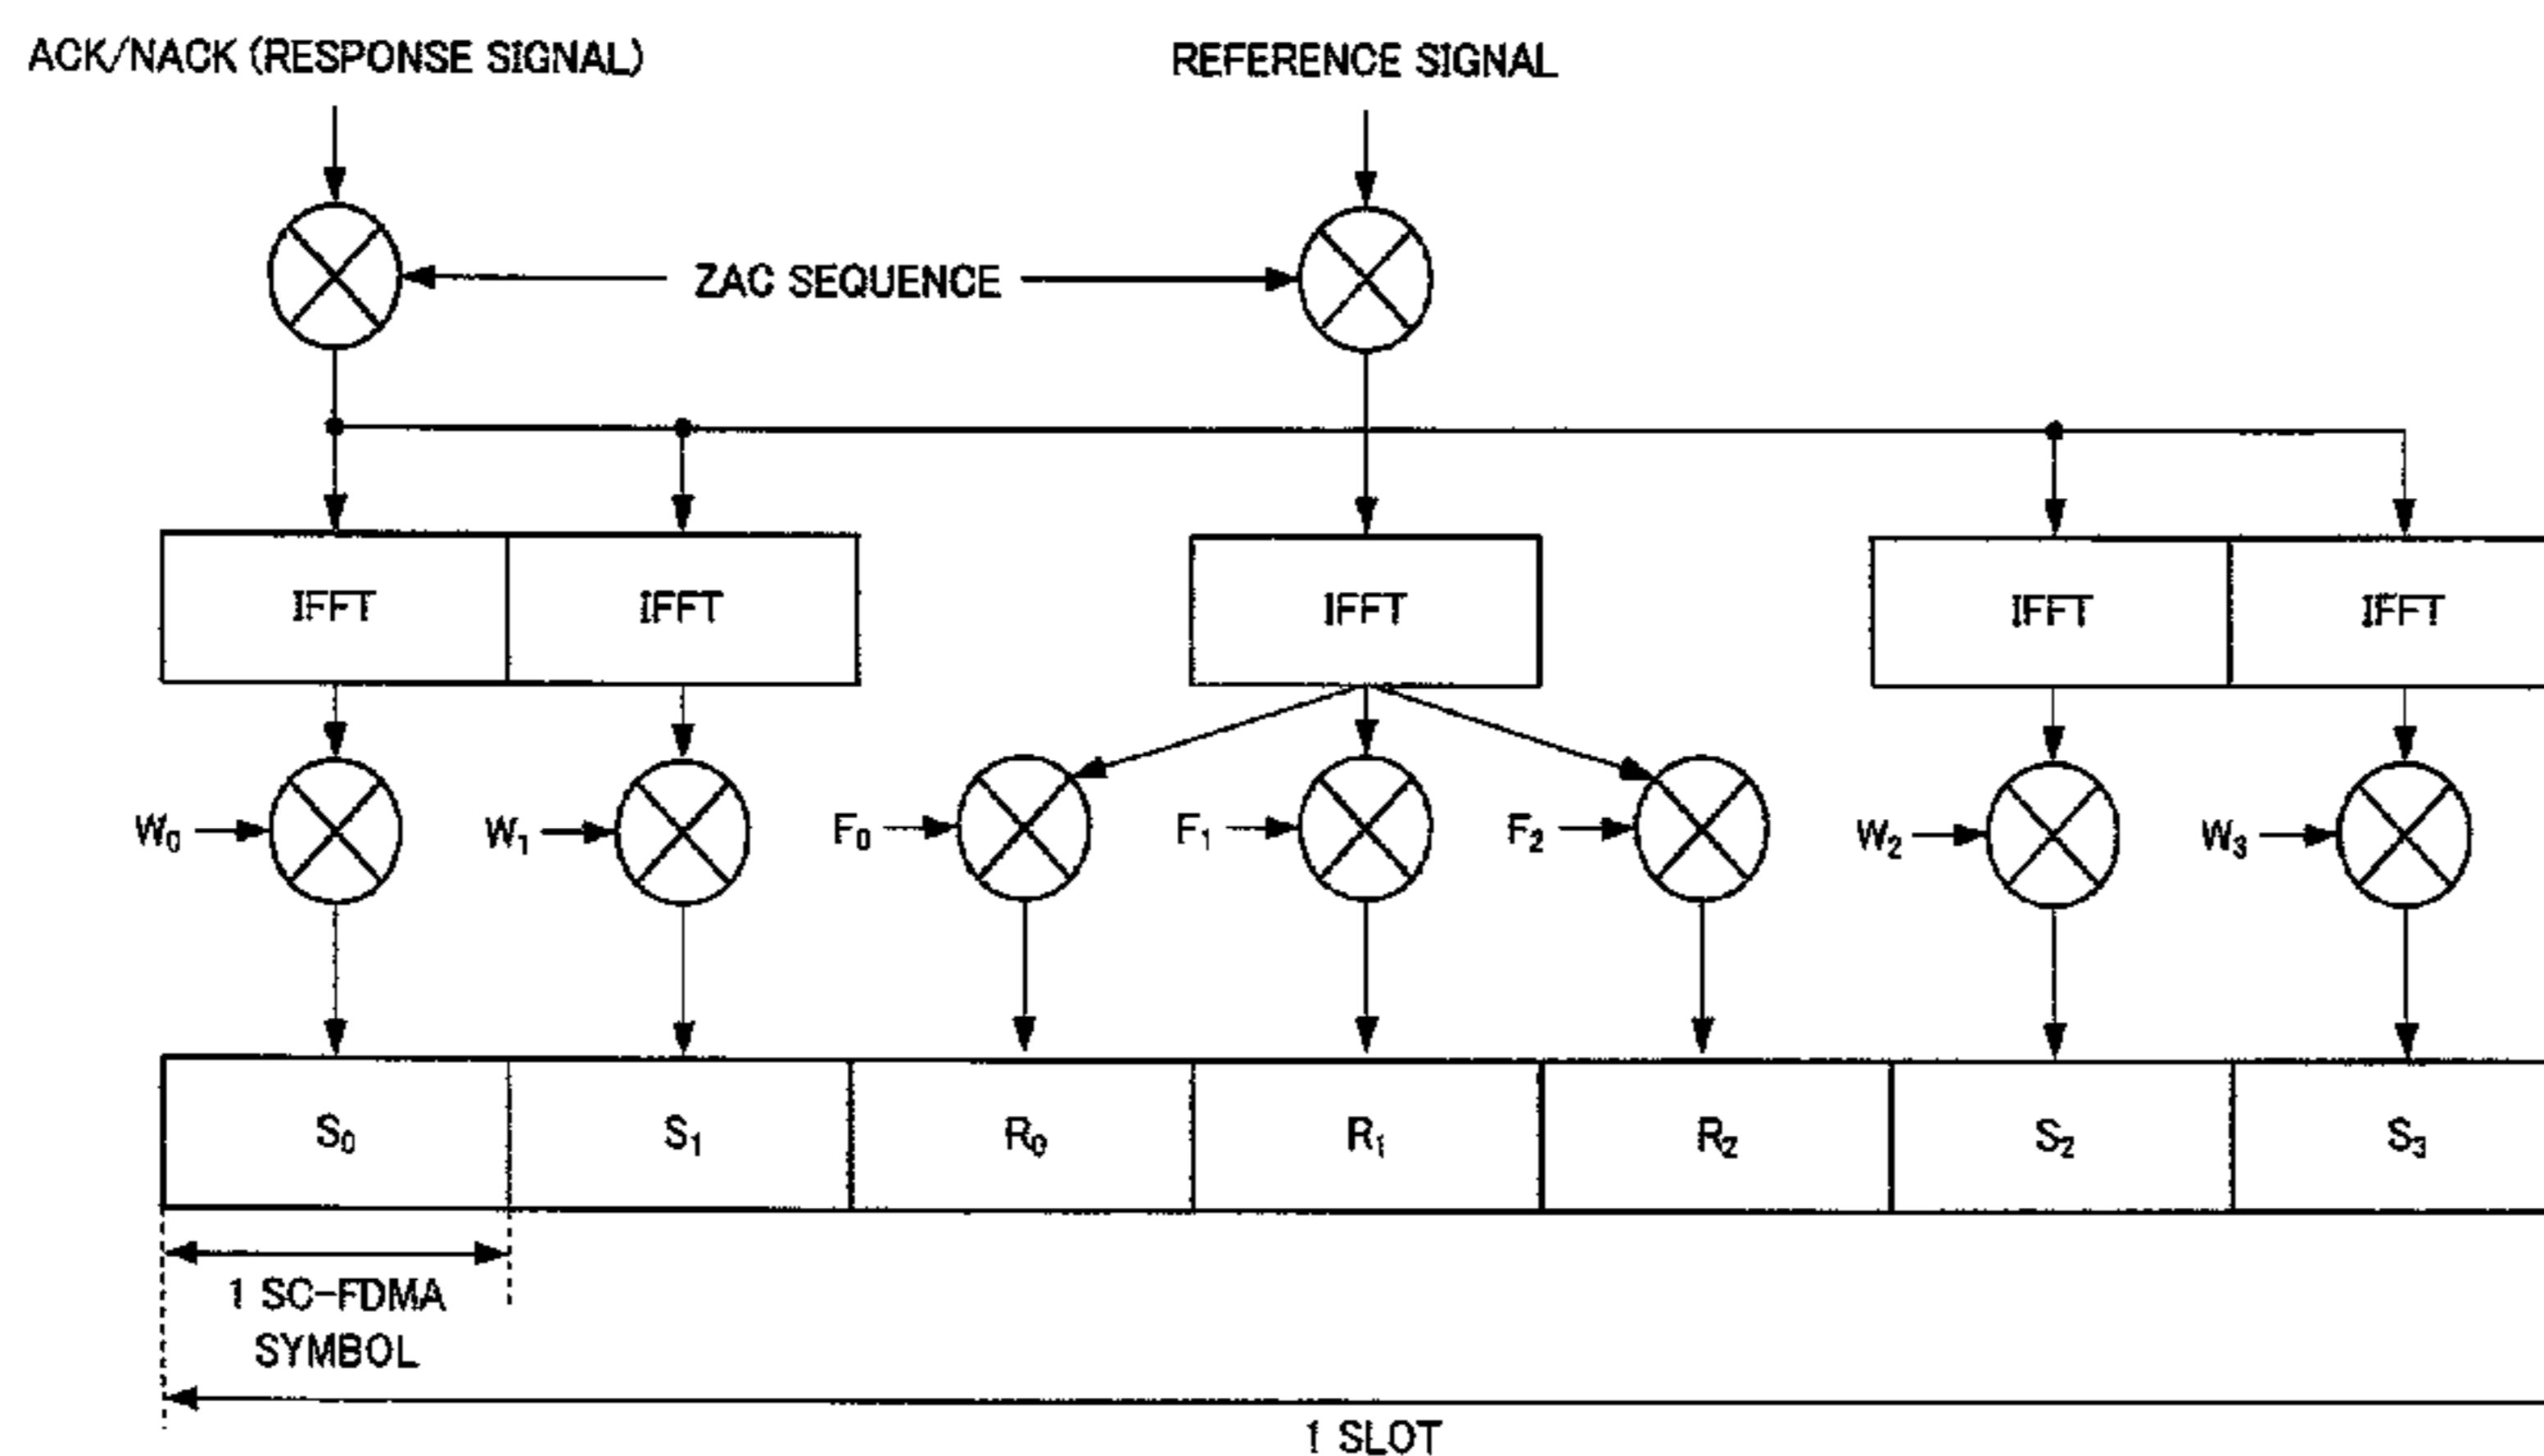 ACK/NACK (RESPONSE SIGNAL)
REFERENCE SIGNAL
ZAC SEQUENCE
IFFT IFFT IFFT IFFT IFFT
W₀ W₁ F₀ F₁ F₂ W₂ W₃
S₀ S₁ R₀ R₁ R₂ S₂ S₃
1 SC-FDMA
SYMBOL
1 SLOT